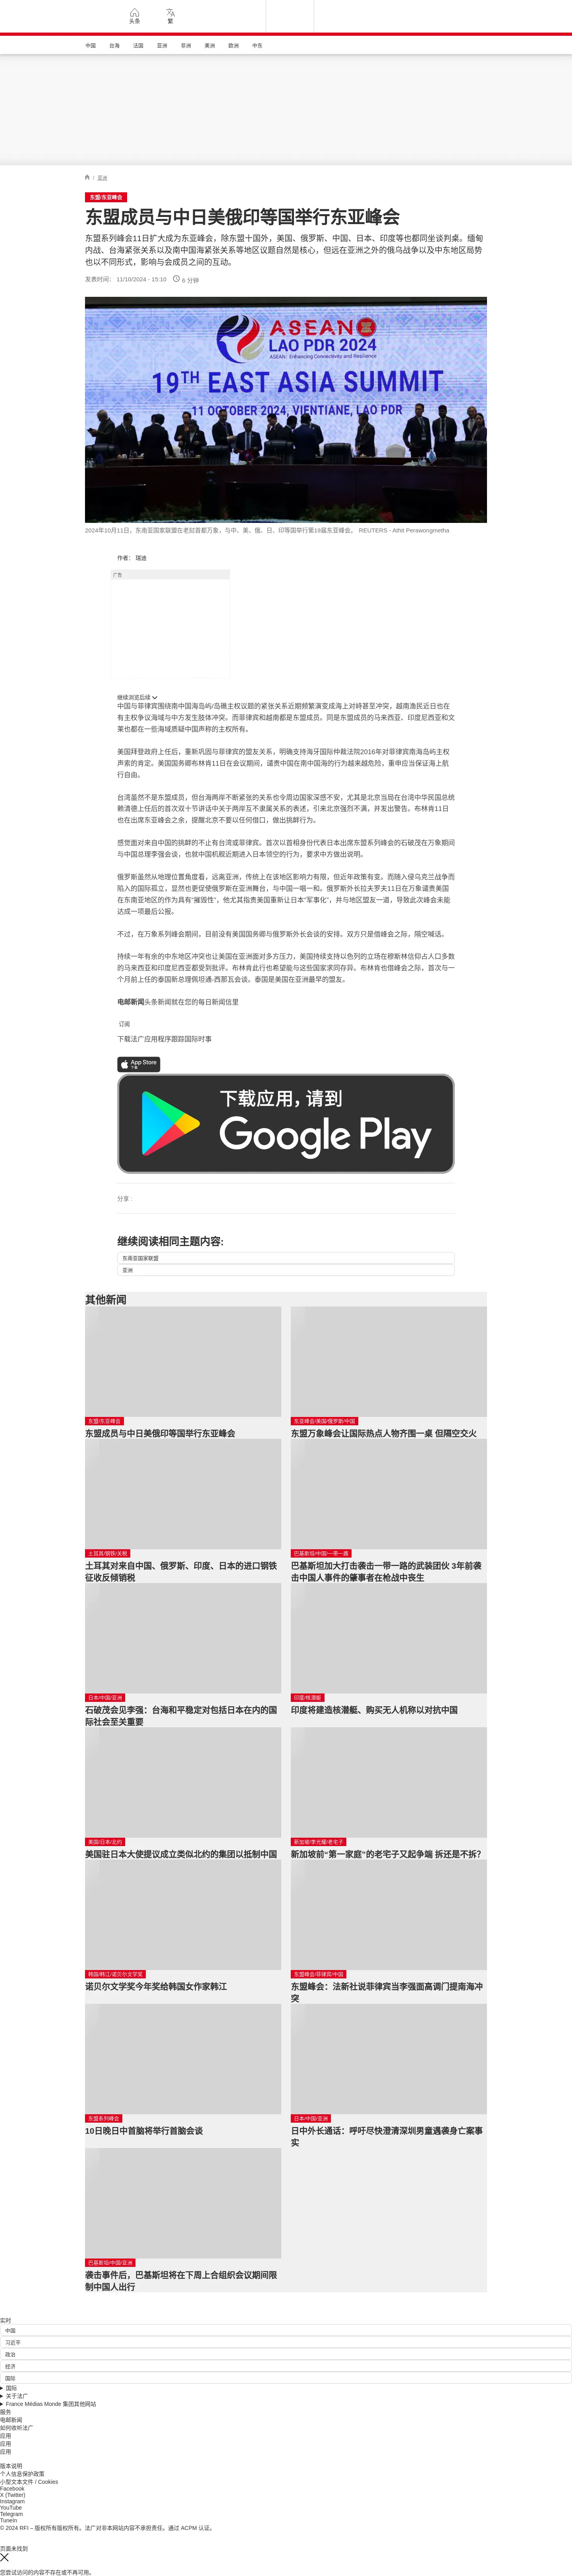 头条
繁
中国
台海
法国
亚洲
非洲
美洲
欧洲
中东
/ 亚洲
东盟/东亚峰会
东盟成员与中日美俄印等国举行东亚峰会
东盟系列峰会11日扩大成为东亚峰会，除东盟十国外，美国、俄罗斯、中国、日本、印度等也都同坐谈判桌。缅甸
内战、台海紧张关系以及南中国海紧张关系等地区议题自然是核心，但远在亚洲之外的俄乌战争以及中东地区局势
也以不同形式，影响与会成员之间的互动。
发表时间： 11/10/2024 - 15:10
6 分钟
ASEAN
LAO PDR 2024
ASEAN: Enhancing Connectivity and Resilience
19TH EAST ASIA SUMMIT
11 OCTOBER 2024, VIENTIANE, LAO PDR
2024年10月11日，东南亚国家联盟在老挝首都万象，与中、美、俄、日、印等国举行第19届东亚峰会。 REUTERS - Athit Perawongmetha
作者： 瑞迪
广告
继续浏览后续
中国与菲律宾围绕南中国海岛屿/岛礁主权议题的紧张关系近期频繁演变成海上对峙甚至冲突，越南渔民近日也在
有主权争议海域与中方发生肢体冲突。而菲律宾和越南都是东盟成员。同是东盟成员的马来西亚、印度尼西亚和文
莱也都在一些海域质疑中国声称的主权所有。
美国拜登政府上任后，重新巩固与菲律宾的盟友关系，明确支持海牙国际仲裁法院2016年对菲律宾南海岛屿主权
声索的肯定。美国国务卿布林肯11日在会议期间，谴责中国在南中国海的行为越来越危险，重申应当保证海上航
行自由。
台湾虽然不是东盟成员，但台海两岸不断紧张的关系也令周边国家深感不安，尤其是北京当局在台湾中华民国总统
赖清德上任后的首次双十节讲话中关于两岸互不隶属关系的表述，引来北京强烈不满，并发出警告。布林肯11日
也在出席东亚峰会之余，提醒北京不要以任何借口，做出挑衅行为。
感觉面对来自中国的挑衅的不止有台湾或菲律宾。首次以首相身份代表日本出席东盟系列峰会的石破茂在万象期间
与中国总理李强会谈，也就中国机舰近期进入日本领空的行为，要求中方做出说明。
俄罗斯虽然从地理位置角度看，远离亚洲，传统上在该地区影响力有限，但近年政策有变。而随入侵乌克兰战争而
陷入的国际孤立，显然也更促使俄罗斯在亚洲舞台，与中国一唱一和。俄罗斯外长拉夫罗夫11日在万象谴责美国
在东南亚地区的作为具有“摧毁性”，他尤其指责美国重新让日本“军事化”，并与地区盟友一道，导致此次峰会未能
达成一项最后公报。
不过，在万象系列峰会期间，目前没有美国国务卿与俄罗斯外长会谈的安排。双方只是借峰会之际，隔空喊话。
持续一年有余的中东地区冲突也让美国在亚洲面对多方压力，美国持续支持以色列的立场在穆斯林信仰占人口多数
的马来西亚和印度尼西亚都受到批评。布林肯此行也希望能与这些国家求同存异。布林肯也借峰会之际，首次与一
个月前上任的泰国新总理佩坦通·西那瓦会谈。泰国是美国在亚洲最早的盟友。
电邮新闻头条新闻就在您的每日新闻信里
订阅
下载法广应用程序跟踪国际时事
App Store
下载
下载应用，请到
Google Play
分享 :
继续阅读相同主题内容:
东南亚国家联盟
亚洲
其他新闻
东盟/东亚峰会
东盟成员与中日美俄印等国举行东亚峰会
东亚峰会/美国/俄罗斯/中国
东盟万象峰会让国际热点人物齐围一桌 但隔空交火
土耳其/钢铁/关税
土耳其对来自中国、俄罗斯、印度、日本的进口钢铁
征收反倾销税
巴基斯坦/中国/一带一路
巴基斯坦加大打击袭击一带一路的武装团伙 3年前袭
击中国人事件的肇事者在枪战中丧生
日本/中国/亚洲
石破茂会见李强：台海和平稳定对包括日本在内的国
际社会至关重要
印度/核潜艇
印度将建造核潜艇、购买无人机称以对抗中国
美国/日本/北约
美国驻日本大使提议成立类似北约的集团以抵制中国
新加坡/李光耀/老宅子
新加坡前“第一家庭”的老宅子又起争端 拆还是不拆?
韩国/韩江/诺贝尔文学奖
诺贝尔文学奖今年奖给韩国女作家韩江
东盟峰会/菲律宾/中国
东盟峰会：法新社说菲律宾当李强面高调门提南海冲
突
东盟系列峰会
10日晚日中首脑将举行首脑会谈
日本/中国/亚洲
日中外长通话：呼吁尽快澄清深圳男童遇袭身亡案事
实
巴基斯坦/中国/亚洲
袭击事件后，巴基斯坦将在下周上合组织会议期间限
制中国人出行
实时
中国
习近平
政治
经济
国际
国际
关于法广
France Médias Monde 集团其他网站
服务
电邮新闻
如何收听法广
应用
应用
应用
版本说明
个人信息保护政策
小型文本文件 / Cookies
Facebook
X (Twitter)
Instagram
YouTube
Telegram
TuneIn
© 2024 RFI – 版权所有版权所有。法广对非本网站内容不承担责任。通过 ACPM 认证。
页面未找到
您尝试访问的内容不存在或不再可用。